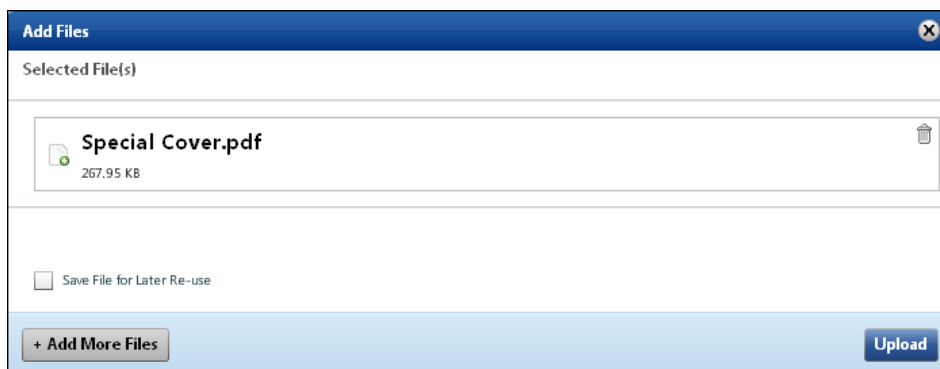 Add Files
Selected File(s)
Special Cover.pdf
267.95 KB
Save File for Later Re-use
+ Add More Files
Upload